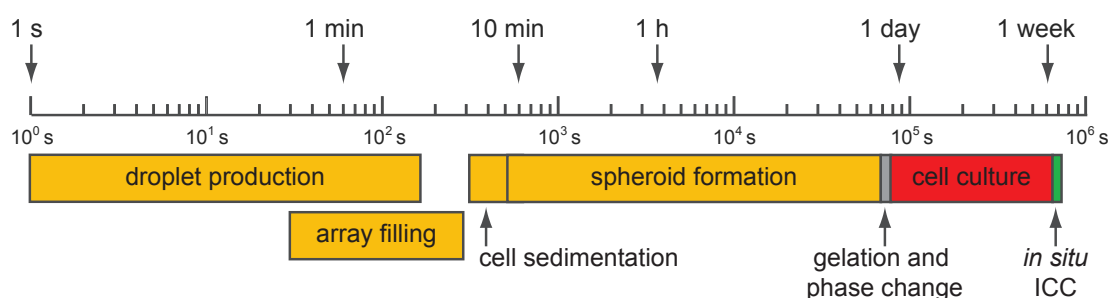 1 s 1 min 10 min 1 h 1 day 1 week
10⁰ s 10¹ s 10² s 10³ s 10⁴ s 10⁵ s 10⁶ s
droplet production spheroid formation cell culture
array filling
cell sedimentation gelation and in situ
phase change ICC